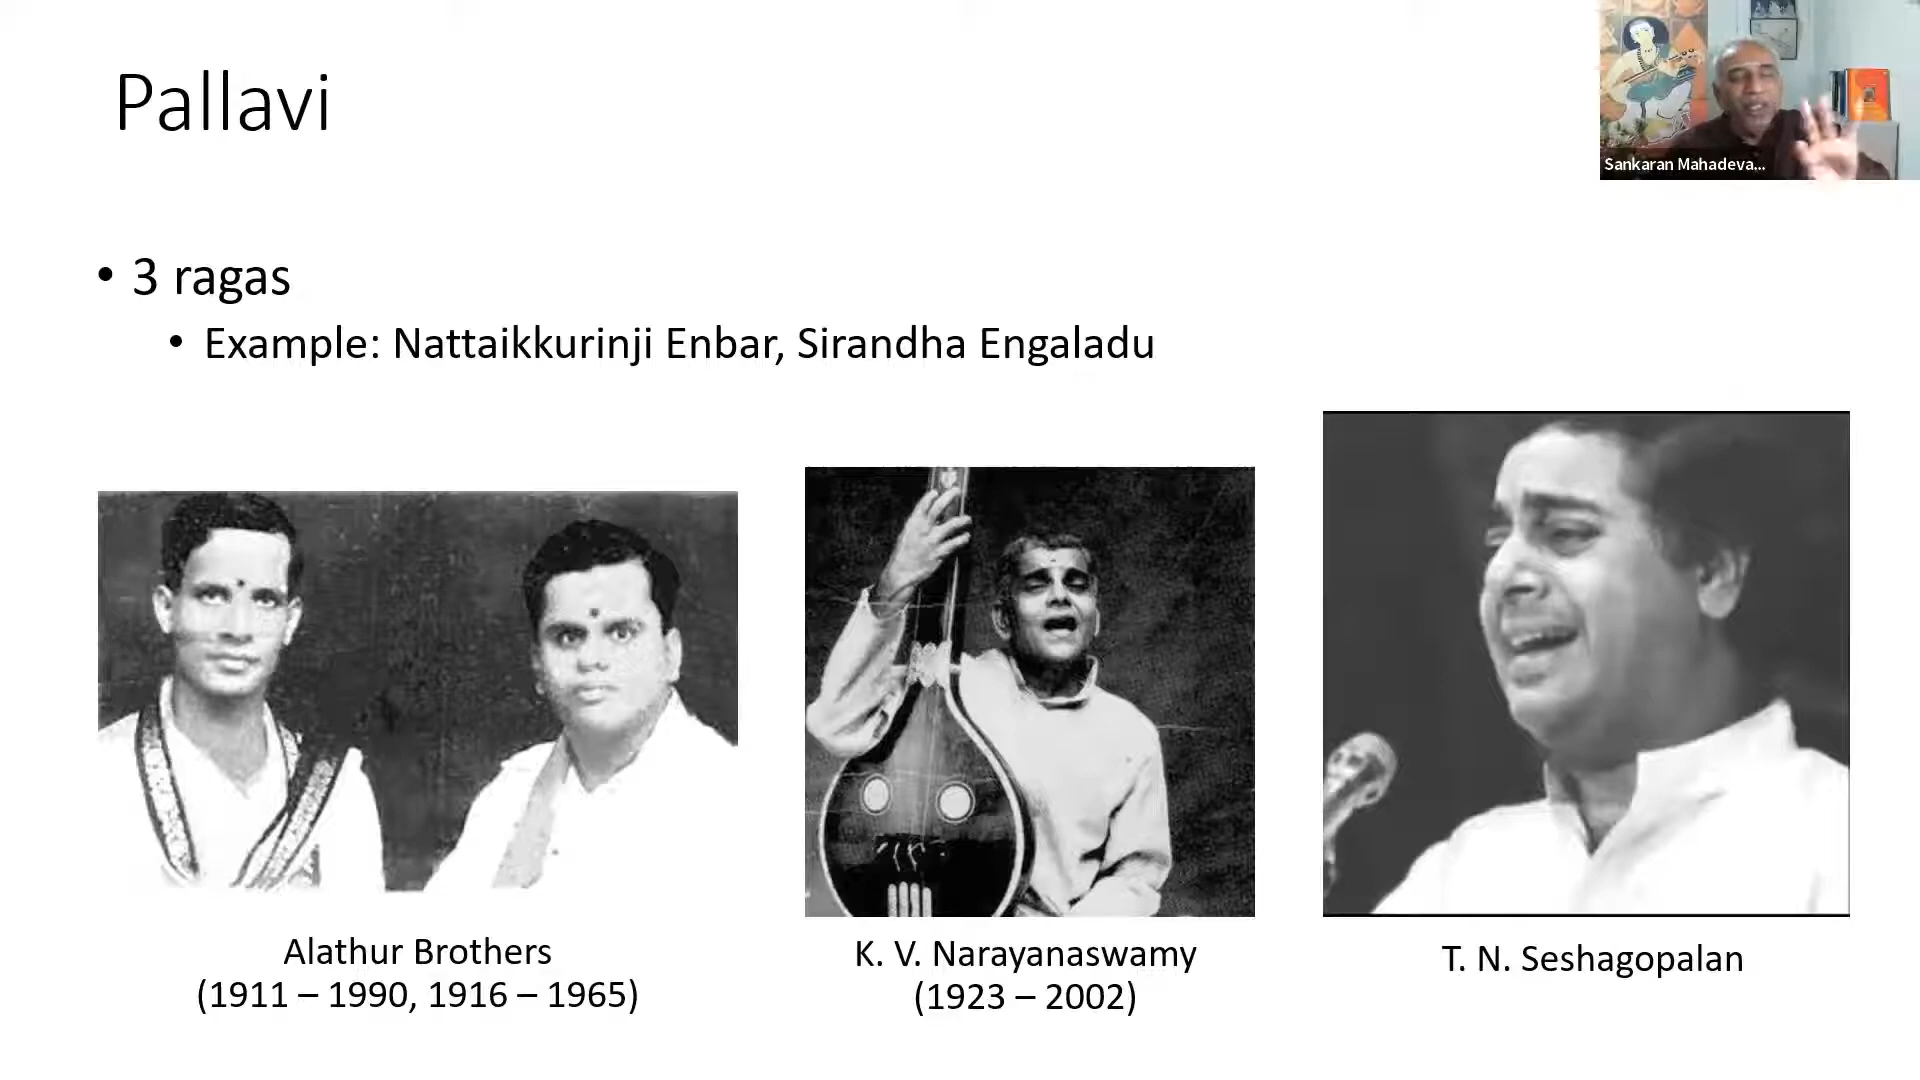 Pallavi
Sankaran Mahadeva...
• 3 ragas
• Example: Nattaikkurinji Enbar, Sirandha Engaladu
Alathur Brothers
(1911 – 1990, 1916 – 1965)
K. V. Narayanaswamy
(1923 – 2002)
T. N. Seshagopalan